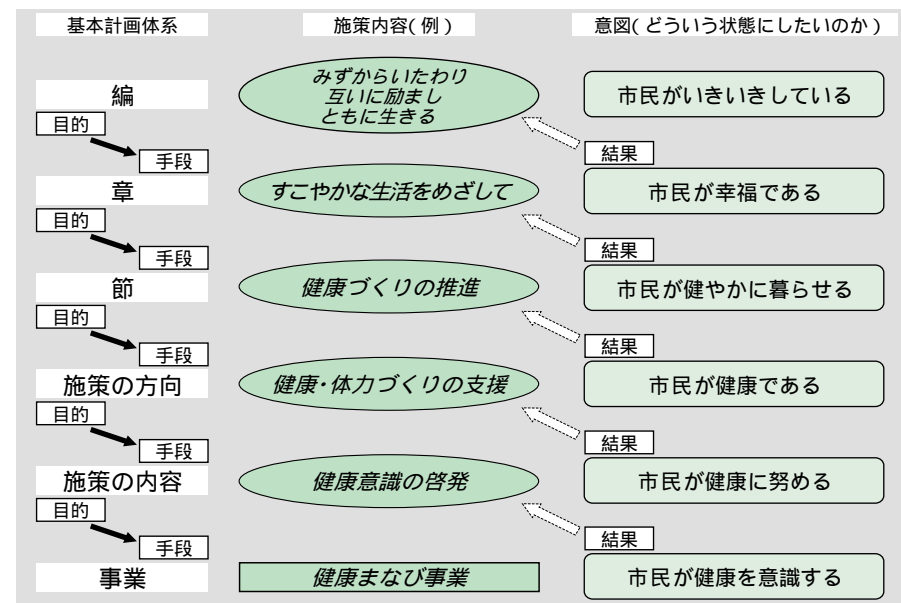 基本計画体系
施策内容(例)
意図(どういう状態にしたいのか)
編
みずからいたわり
互いに励まし
ともに生きる
市民がいきいきしている
目的
手段
結果
章
すこやかな生活をめざして
市民が幸福である
目的
手段
結果
節
健康づくりの推進
市民が健やかに暮らせる
目的
手段
結果
施策の方向
健康・体力づくりの支援
市民が健康である
目的
手段
結果
施策の内容
健康意識の啓発
市民が健康に努める
目的
手段
結果
事業
健康まなび事業
市民が健康を意識する